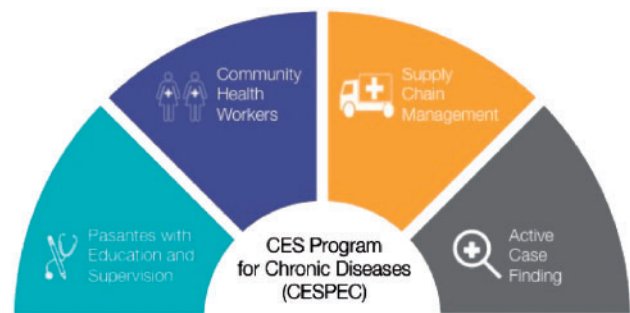 Community
Health
Workers
Supply
Chain
Management
Pasantes with
Education and
Supervision
CES Program
for Chronic Diseases
(CESPEC)
Active
Case
Finding